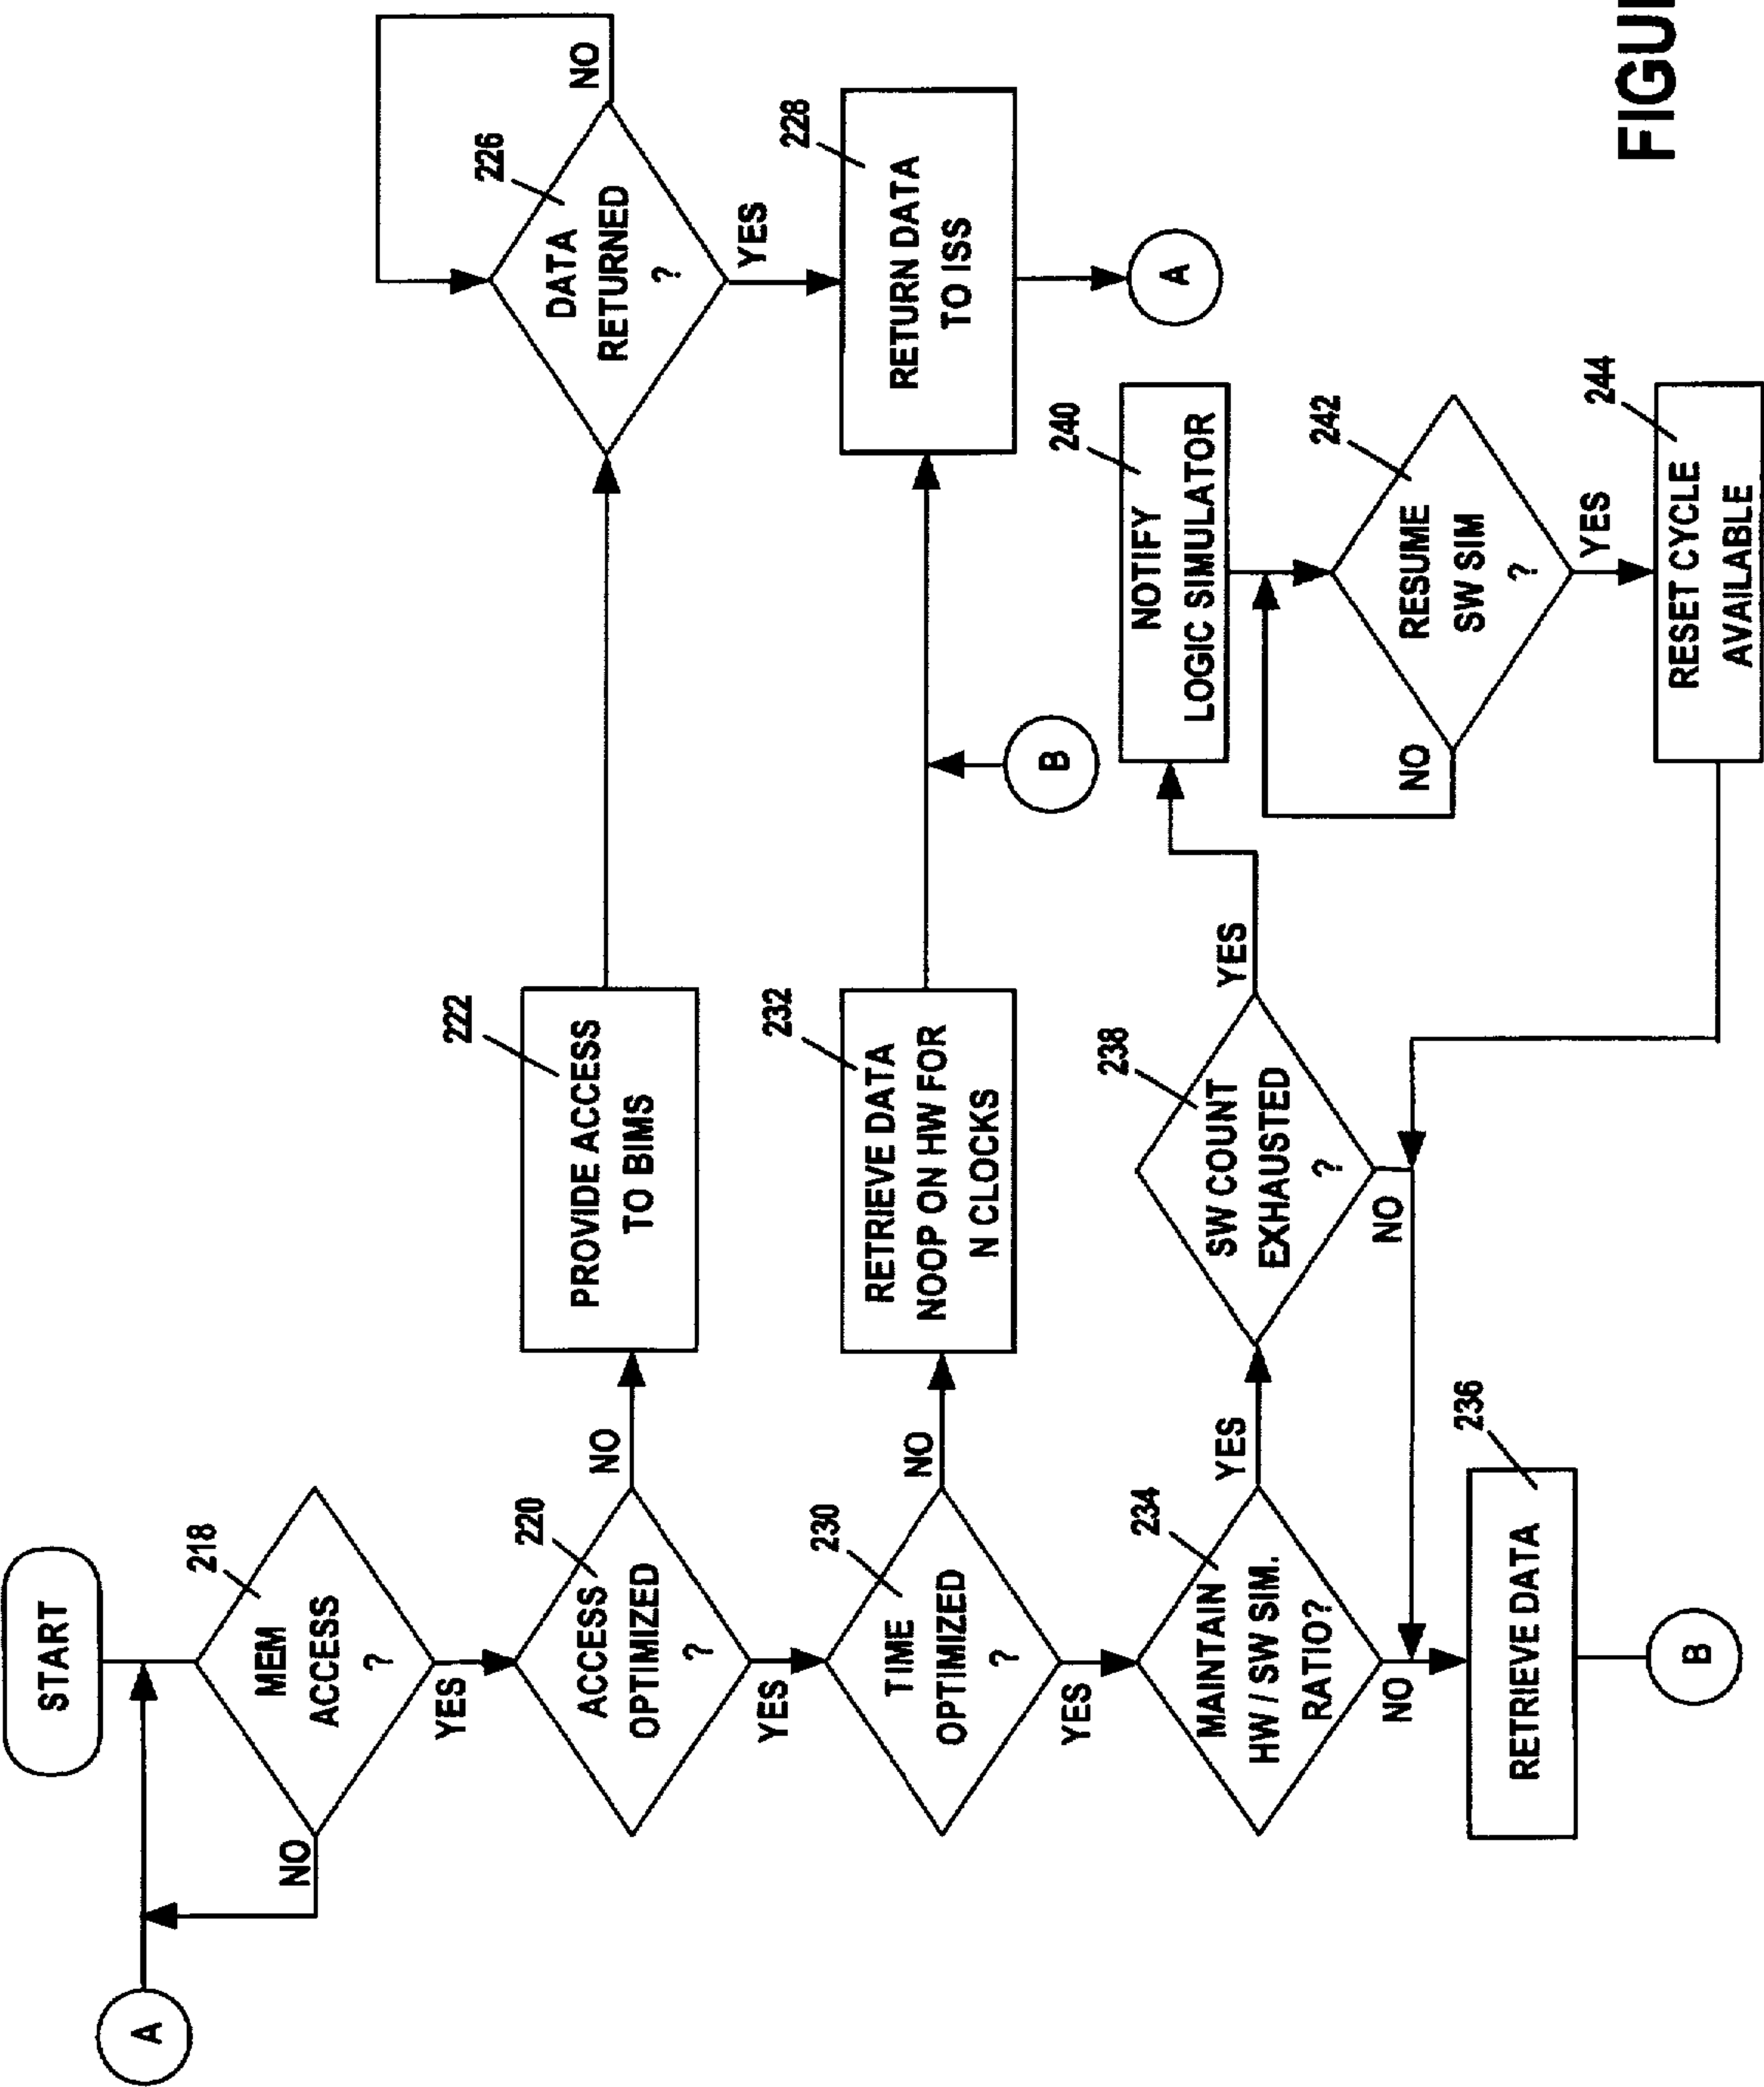 START
A
218
MEM
ACCESS
?
NO
YES
220
ACCESS
OPTIMIZED
?
NO
YES
222
PROVIDE ACCESS
TO BIMS
226
DATA
RETURNED
?
NO
YES
230
TIME
OPTIMIZED
?
NO
YES
232
RETRIEVE DATA
NOOP ON HW FOR
N CLOCKS
B
228
RETURN DATA
TO ISS
A
234
MAINTAIN
HW / SW SIM.
RATIO?
YES
NO
238
SW COUNT
EXHAUSTED
?
YES
NO
240
NOTIFY
LOGIC SIMULATOR
242
RESUME
SW SIM
?
NO
YES
244
RESET CYCLE
AVAILABLE
236
RETRIEVE DATA
B